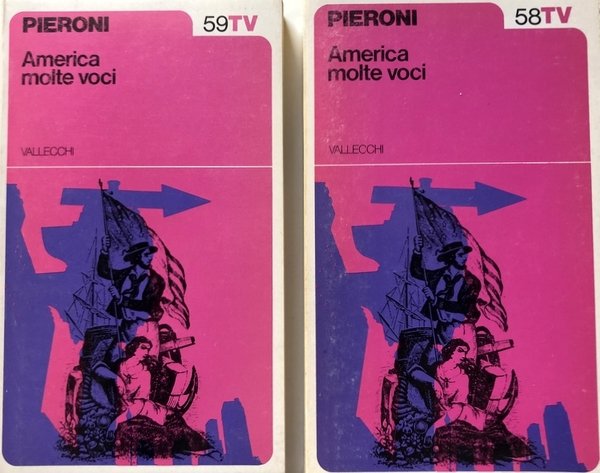 PIERONI
59TV
America
molte voci
VALLECCHI
PIERONI
58TV
America
molte voci
VALLECCHI